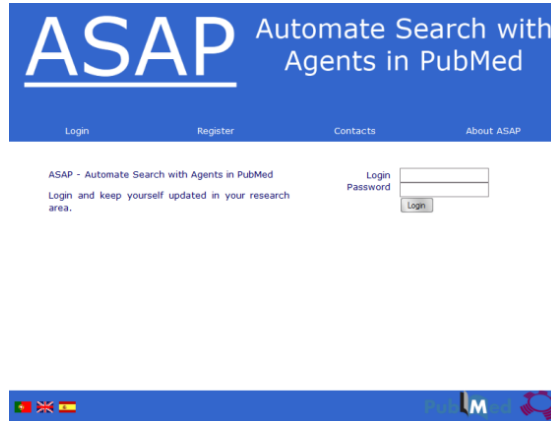 ASAP
Automate Search with
Agents in PubMed
Login Register Contacts About ASAP
ASAP - Automate Search with Agents in PubMed
Login and keep yourself updated in your research
area.
Login
Password
Login
PubMed